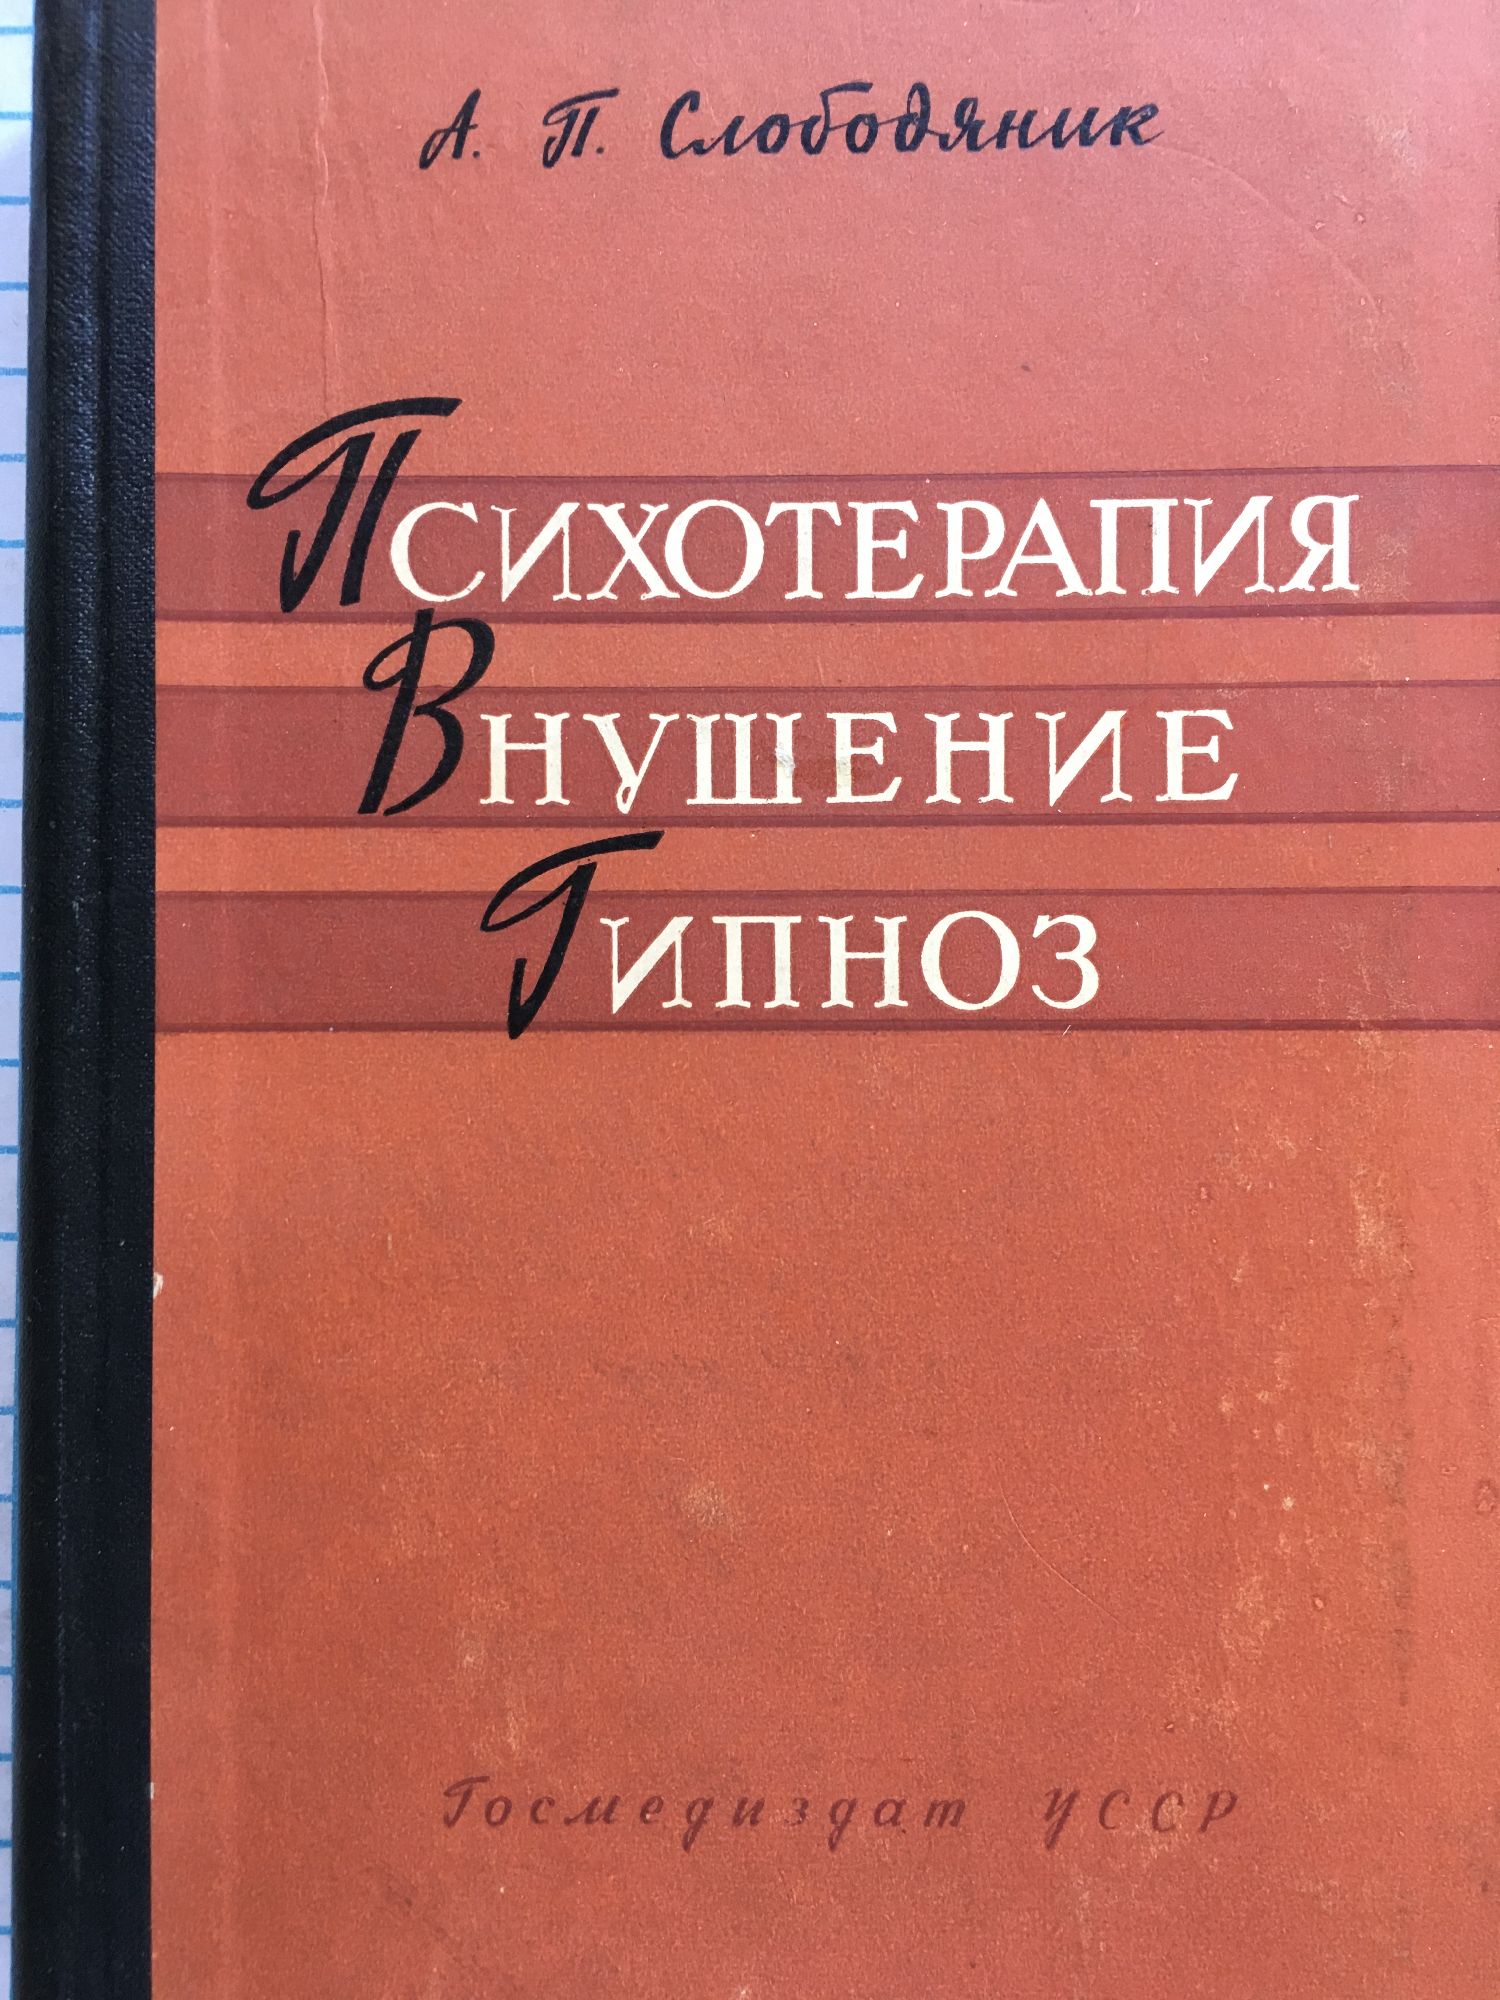 А. П. Слободяник
ПСИХОТЕРАПИЯ
ВНУШЕНИЕ
ГИПНОЗ
Госмедиздат УССР